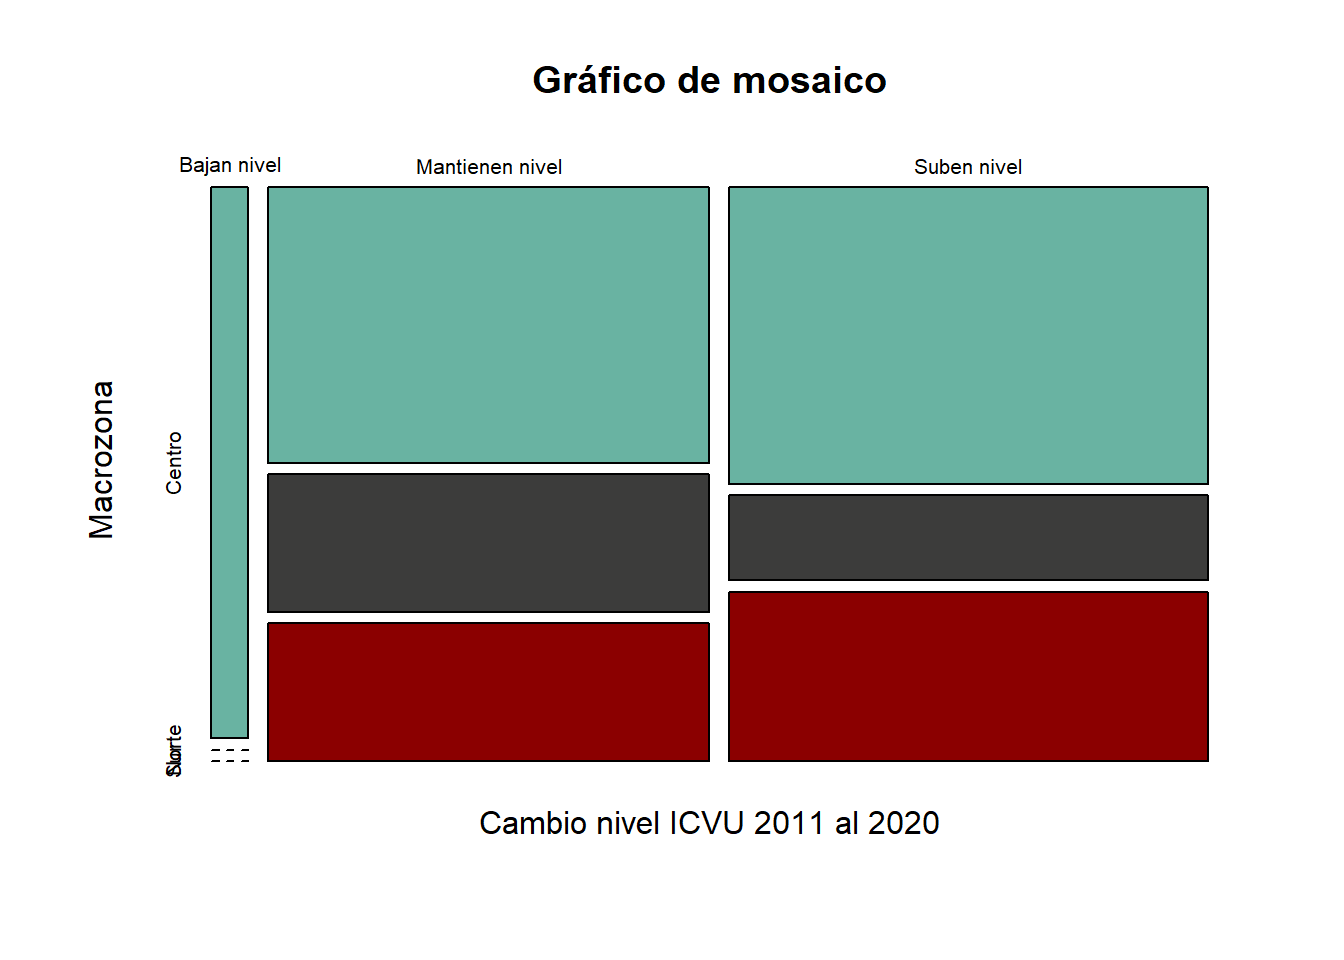 Gráfico de mosaico
Bajan nivel
Mantienen nivel
Suben nivel
Macrozona
Centro
Cambio nivel ICVU 2011 al 2020